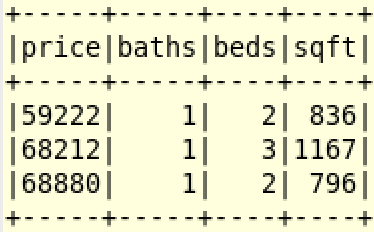 +-----+-----+----+----+
|price|baths|beds|sqft|
+-----+-----+----+----+
|59222|    1|   2| 836|
|68212|    1|   3|1167|
|68880|    1|   2| 796|
+-----+-----+----+----+